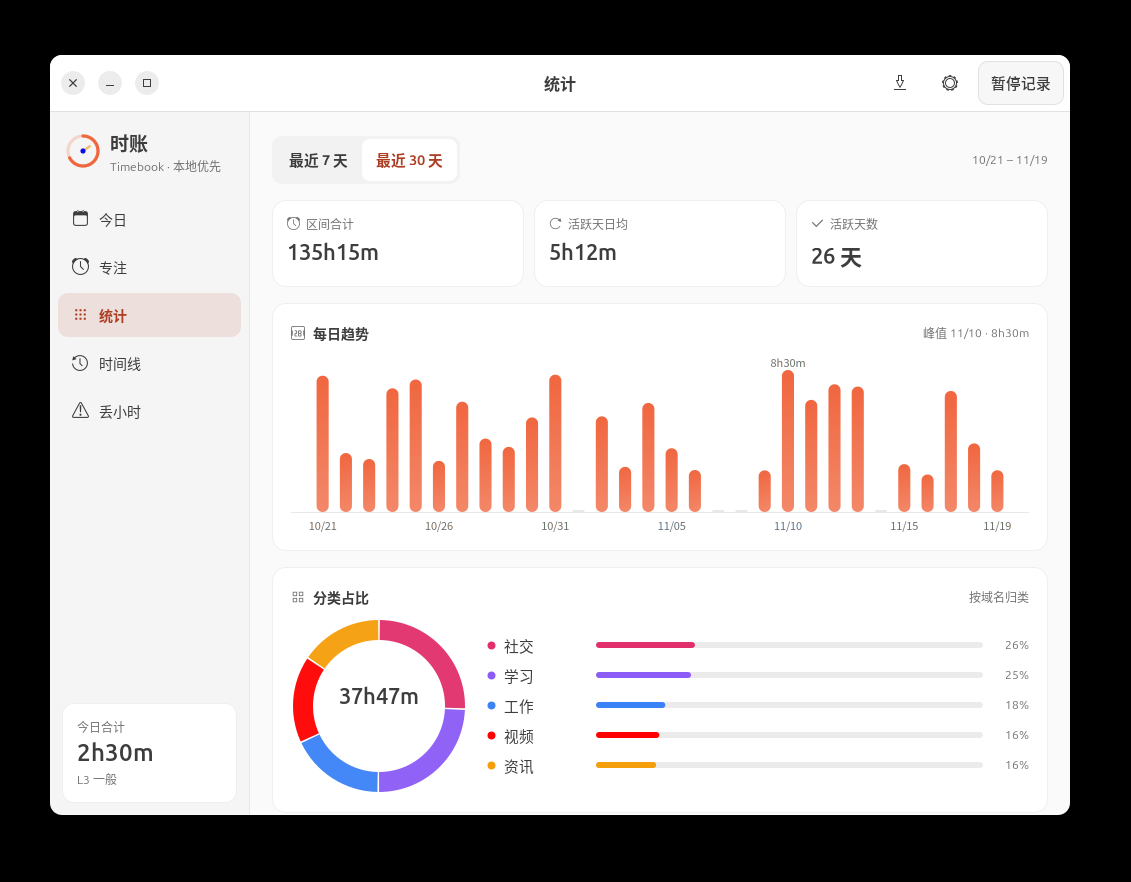 统计
暂停记录
时账
Timebook · 本地优先
今日
专注
统计
时间线
丢小时
今日合计
2h30m
L3 一般
最近 7 天
最近 30 天
10/21 – 11/19
区间合计
135h15m
活跃天日均
5h12m
活跃天数
26 天
每日趋势
峰值 11/10 · 8h30m
8h30m
10/21
10/26
10/31
11/05
11/10
11/15
11/19
分类占比
按域名归类
37h47m
社交
26%
学习
25%
工作
18%
视频
16%
资讯
16%